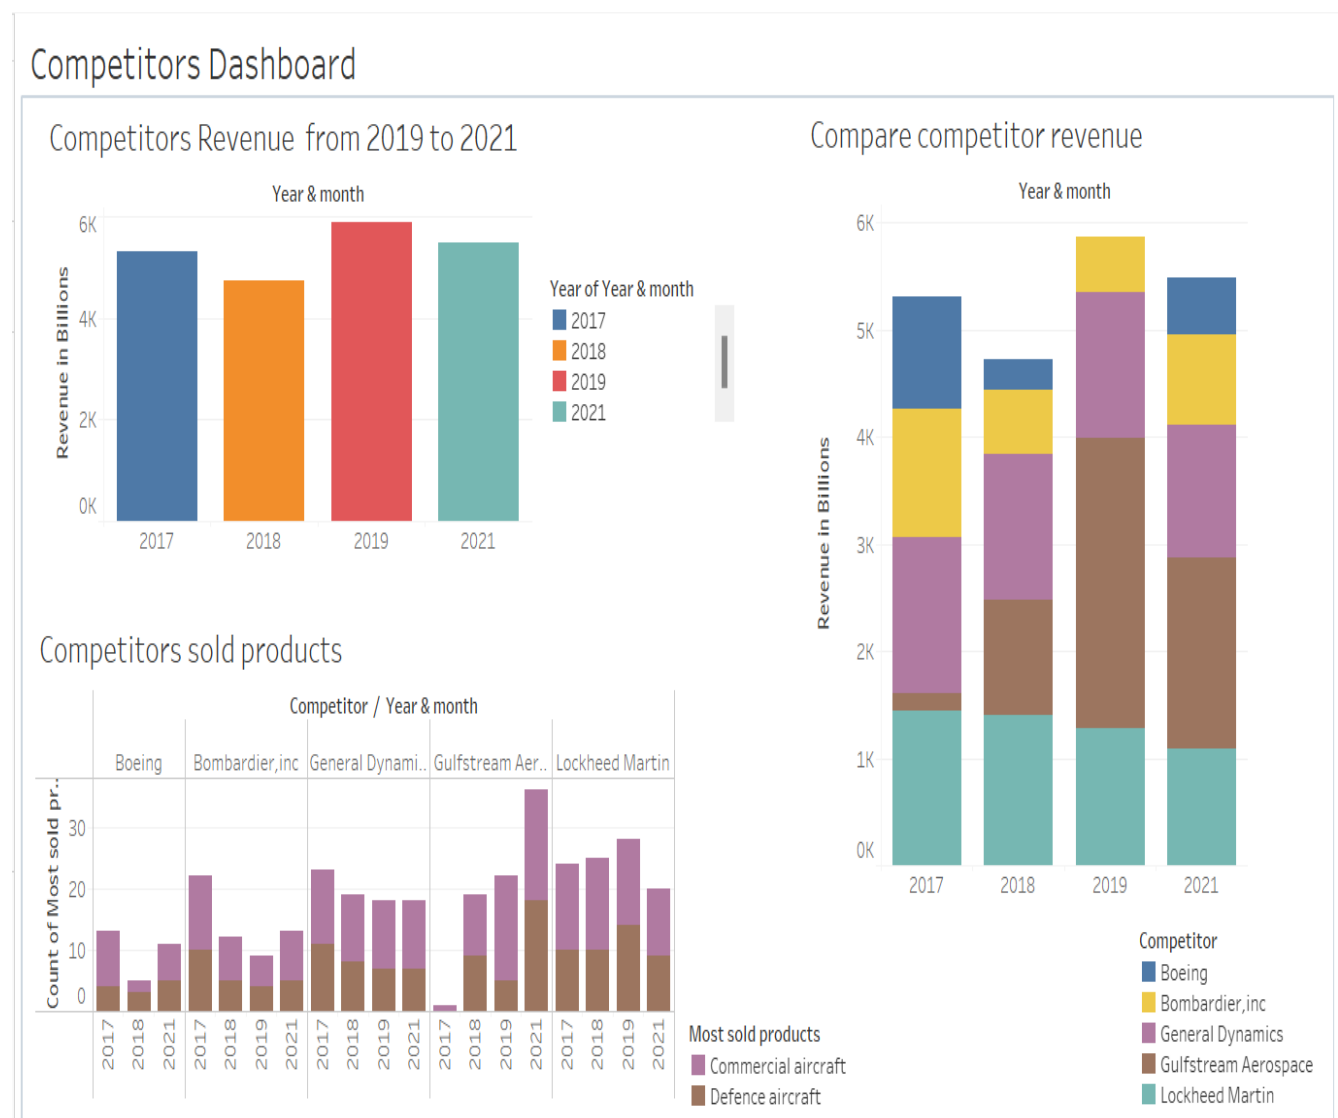 Competitors Dashboard
Competitors Revenue from 2019 to 2021
Year & month
Revenue in Billions
6K
4K
2K
0K
2017
2018
2019
2021
Year of Year & month
2017
2018
2019
2021
Compare competitor revenue
Year & month
Revenue in Billions
6K
5K
4K
3K
2K
1K
0K
2017
2018
2019
2021
Competitor
Boeing
Bombardier,inc
General Dynamics
Gulfstream Aerospace
Lockheed Martin
Competitors sold products
Competitor / Year & month
Boeing
Bombardier,inc
General Dynami..
Gulfstream Aer..
Lockheed Martin
Count of Most sold pr..
30
20
10
0
2017
2018
2021
2017
2018
2019
2021
2017
2018
2019
2021
2017
2018
2019
2021
2017
2018
2019
2021
Most sold products
Commercial aircraft
Defence aircraft